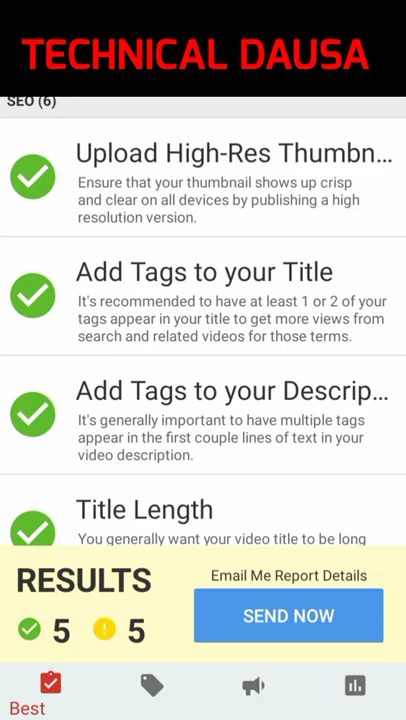 TECHNICAL DAUSA
SEO (6)
Upload High-Res Thumbn...
Ensure that your thumbnail shows up crisp
and clear on all devices by publishing a high
resolution version.
Add Tags to your Title
It's recommended to have at least 1 or 2 of your
tags appear in your title to get more views from
search and related videos for those terms.
Add Tags to your Descrip...
It's generally important to have multiple tags
appear in the first couple lines of text in your
video description.
Title Length
You generally want your video title to be long
RESULTS
Email Me Report Details
5
5
SEND NOW
Best